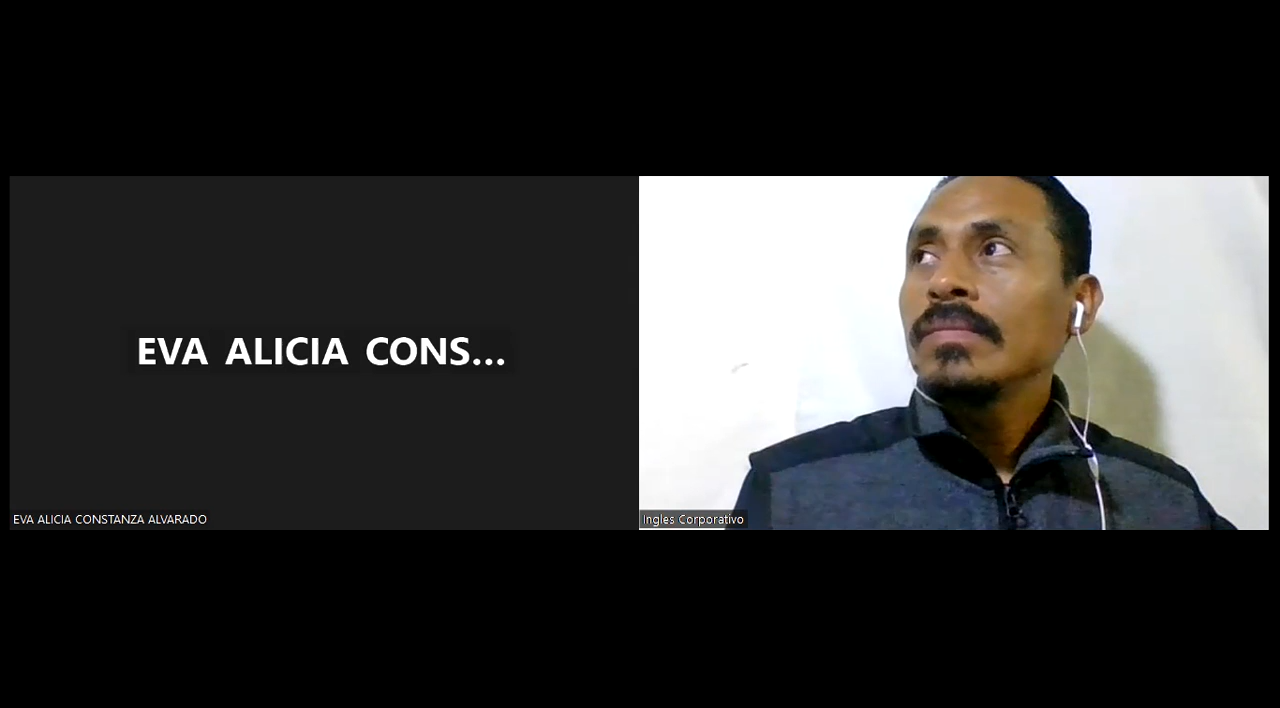 EVA ALICIA CONS...
EVA ALICIA CONSTANZA ALVARADO
Ingles Corporativo